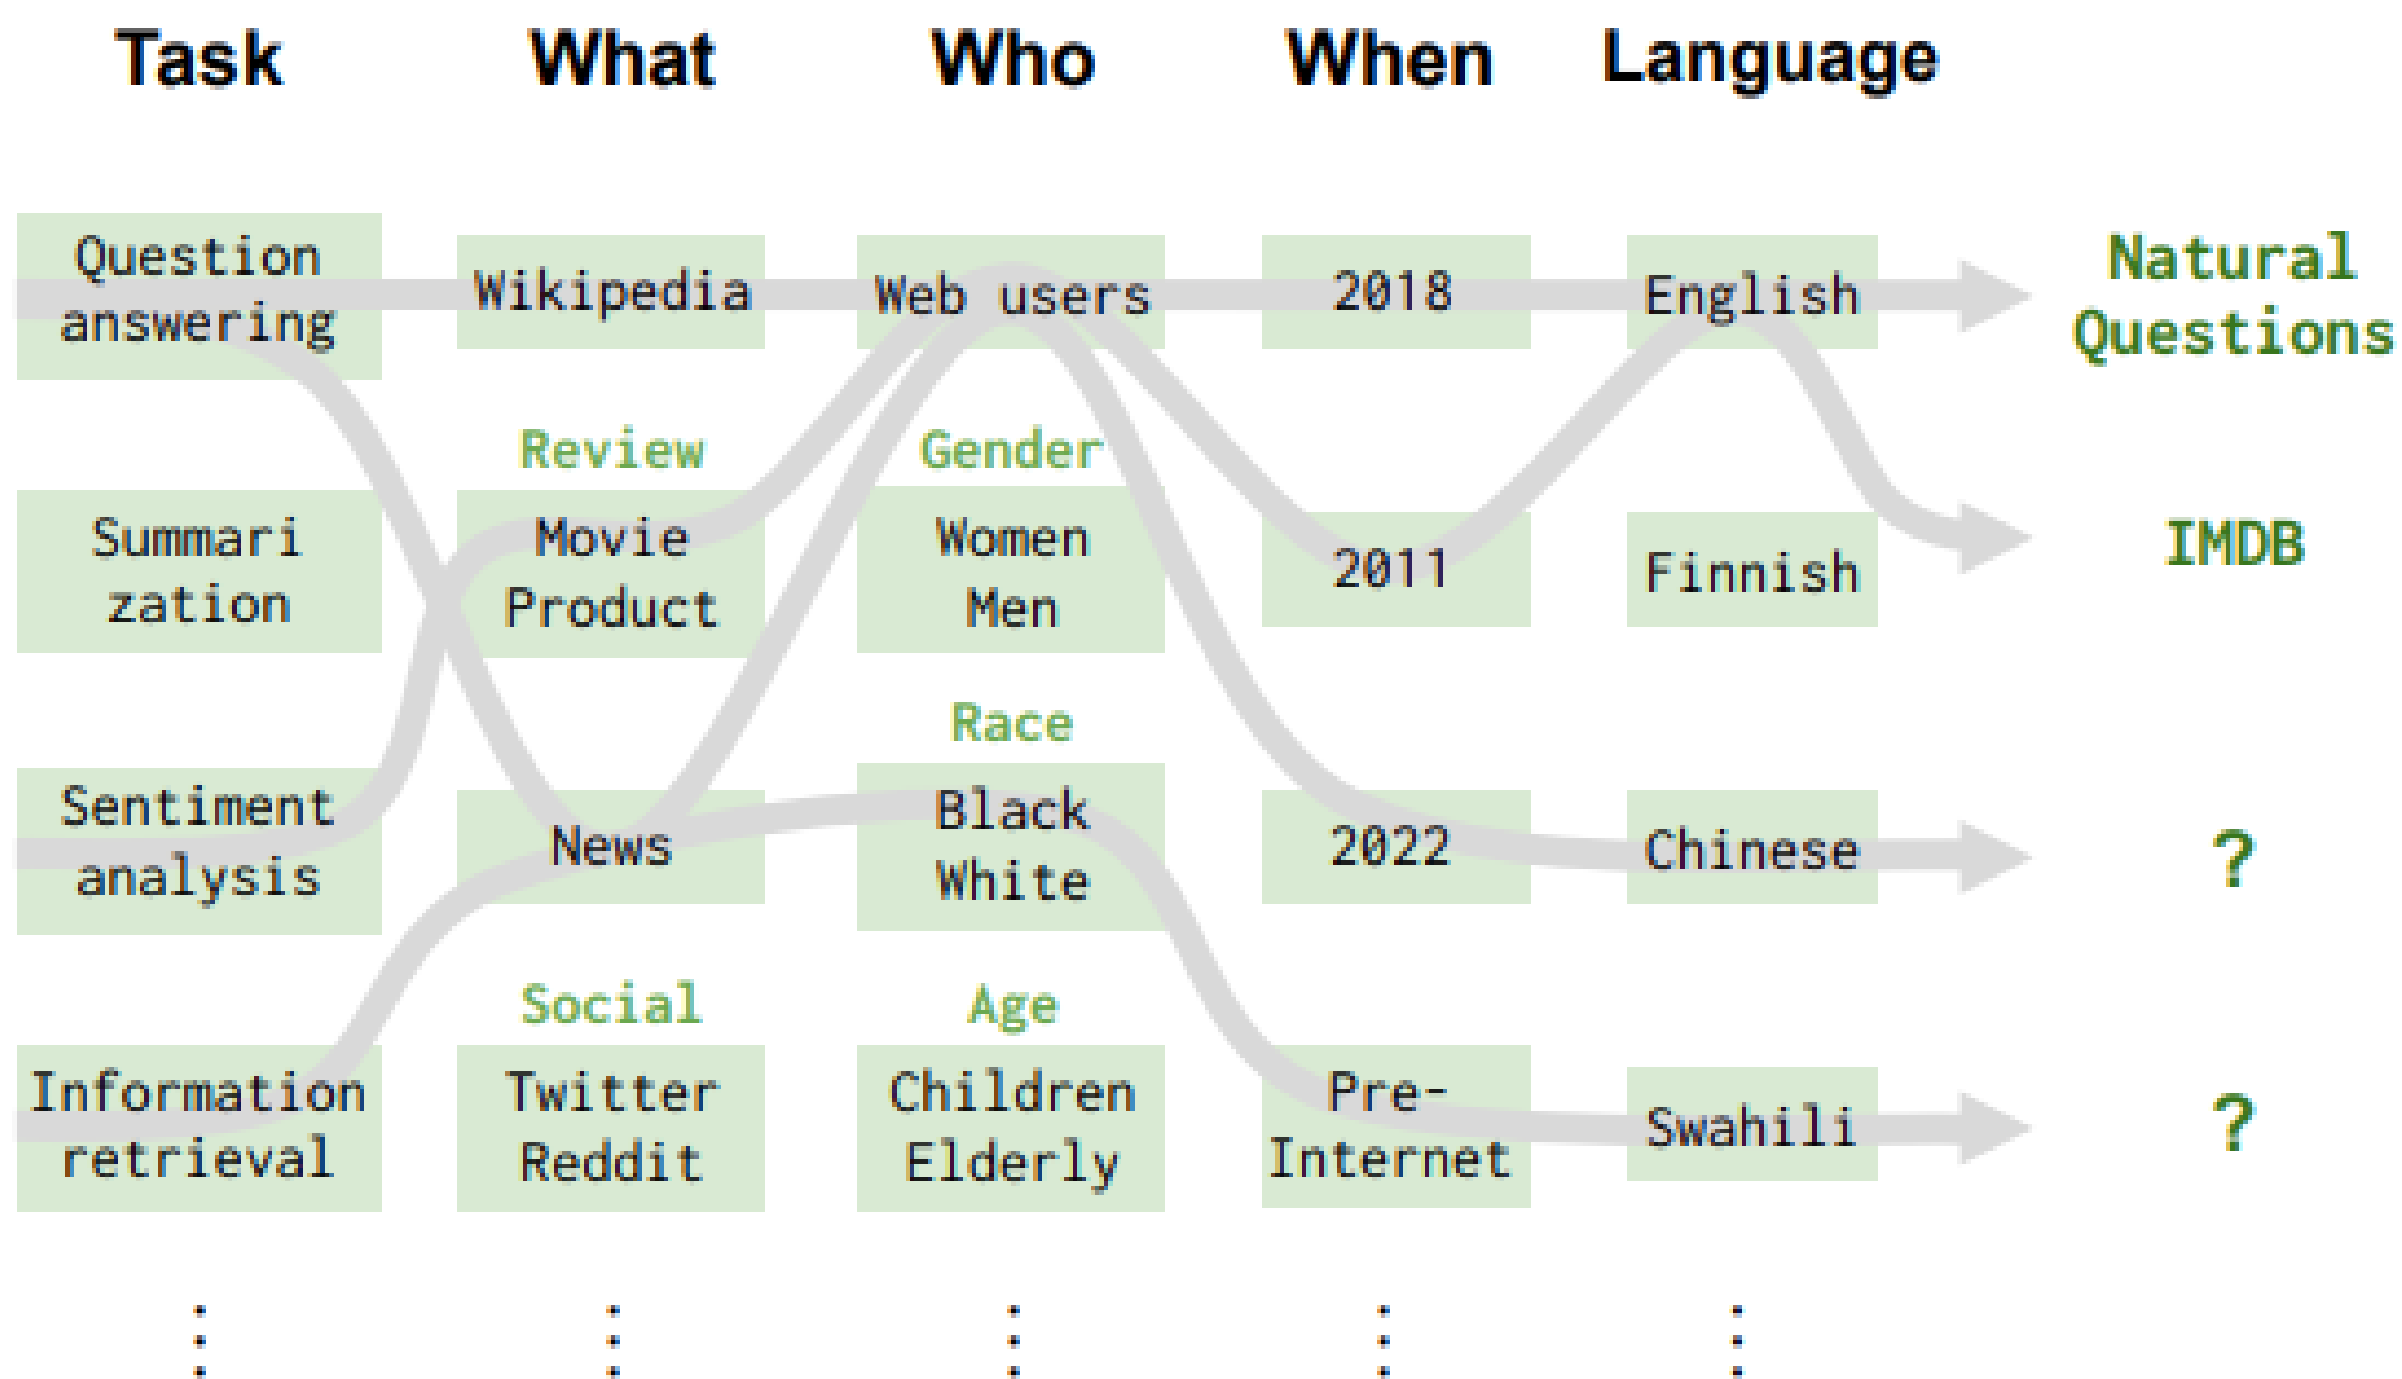 Task What Who When Language
Question
answering
Wikipedia
Web users
2018
English
Natural
Questions
Summari
zation
Review
Movie
Product
Gender
Women
Men
2011
Finnish
IMDB
Sentiment
analysis
News
Race
Black
White
2022
Chinese
?
Information
retrieval
Social
Twitter
Reddit
Age
Children
Elderly
Pre-
Internet
Swahili
?